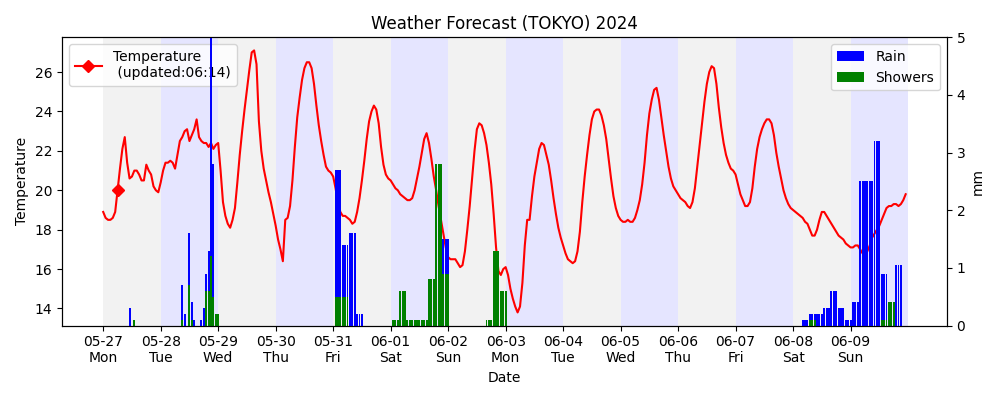 Weather Forecast (TOKYO) 2024
Temperature
(updated:06:14)
Rain
Showers
Temperature
26
24
22
20
18
16
14
5
4
3
2
1
0
mm
05-27 05-28 05-29 05-30 05-31 06-01 06-02 06-03 06-04 06-05 06-06 06-07 06-08 06-09
Mon Tue Wed Thu Fri Sat Sun Mon Tue Wed Thu Fri Sat Sun
Date